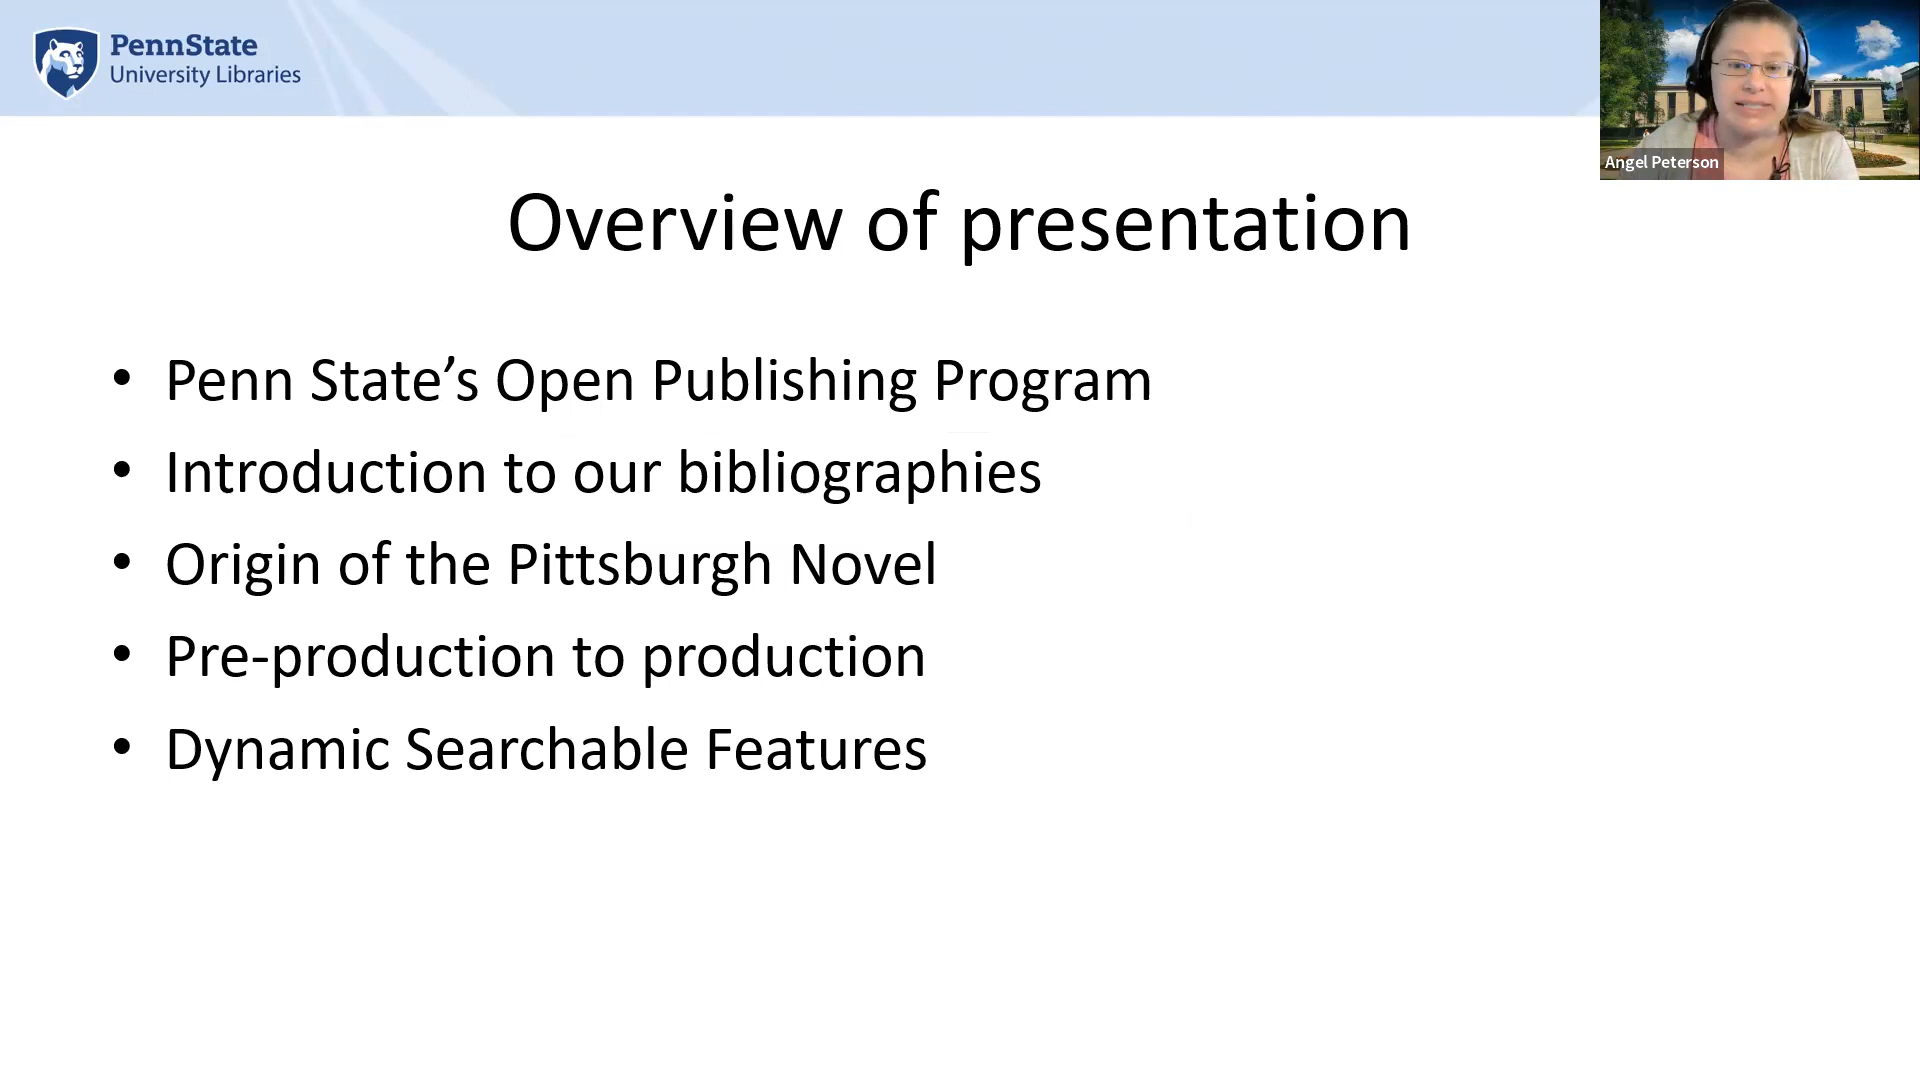 PennState
University Libraries
Angel Peterson
Overview of presentation
• Penn State’s Open Publishing Program
• Introduction to our bibliographies
• Origin of the Pittsburgh Novel
• Pre-production to production
• Dynamic Searchable Features